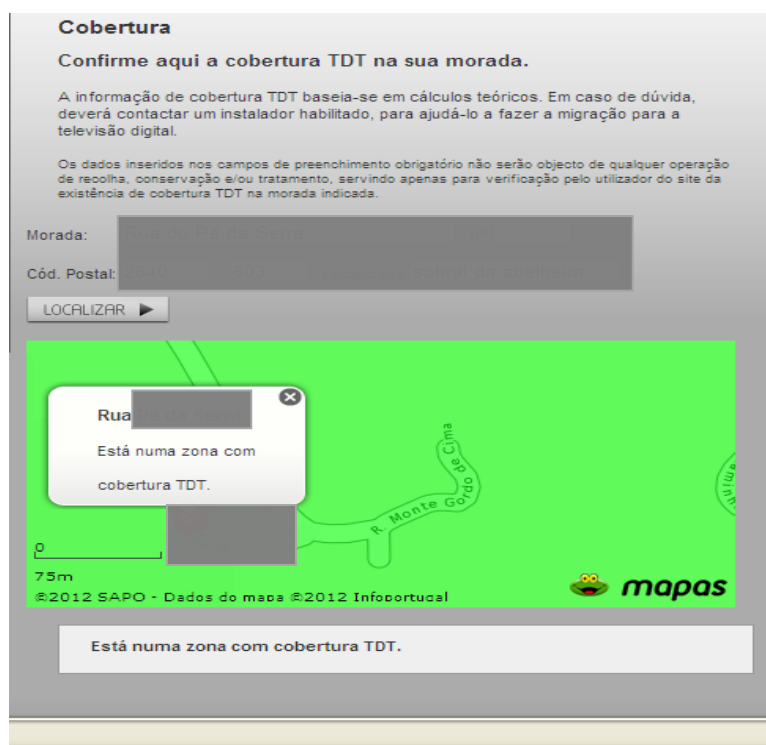 Cobertura
Confirme aqui a cobertura TDT na sua morada.
A informação de cobertura TDT baseia-se em cálculos teóricos. Em caso de dúvida,
deverá contactar um instalador habilitado, para ajudá-lo a fazer a migração para a
televisão digital.
Os dados inseridos nos campos de preenchimento obrigatório não serão objecto de qualquer operação
de recolha, conservação e/ou tratamento, servindo apenas para verificação pelo utilizador do site da
existência de cobertura TDT na morada indicada.
Morada:
Cód. Postal:
LOCALIZAR
Rua
Está numa zona com
cobertura TDT.
R. Monte Gordo de Cima
0
75m
©2012 SAPO - Dados do mapa ©2012 Infoportugal
mapas
Está numa zona com cobertura TDT.